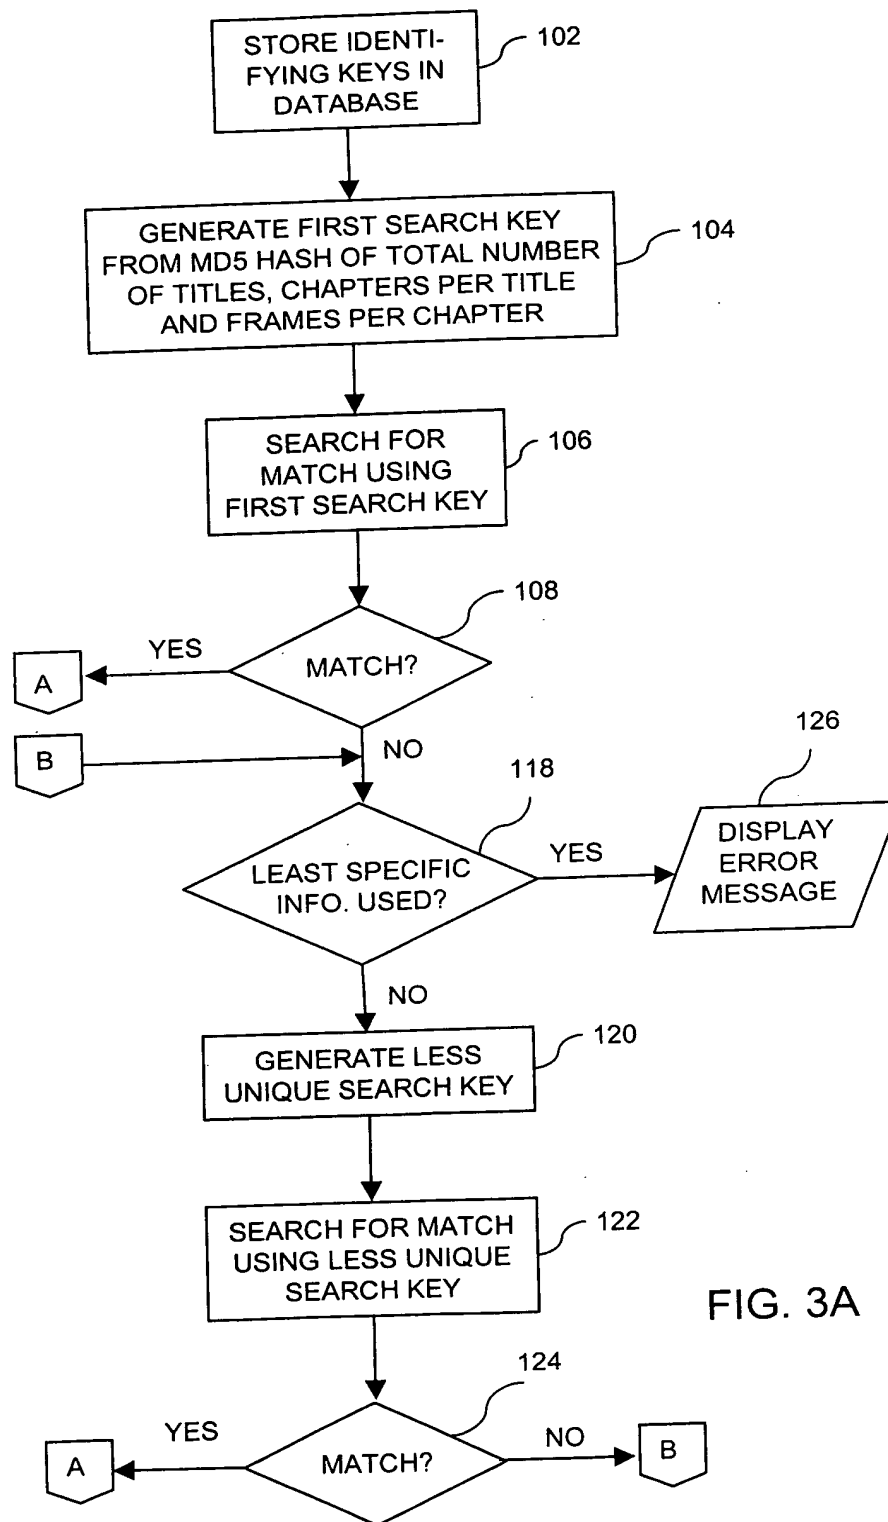 STORE IDENTI-
FYING KEYS IN
DATABASE
102
GENERATE FIRST SEARCH KEY
FROM MD5 HASH OF TOTAL NUMBER
OF TITLES, CHAPTERS PER TITLE
AND FRAMES PER CHAPTER
104
SEARCH FOR
MATCH USING
FIRST SEARCH KEY
106
108
YES
MATCH?
A
B
NO
126
118
DISPLAY
ERROR
MESSAGE
YES
LEAST SPECIFIC
INFO. USED?
NO
GENERATE LESS
UNIQUE SEARCH KEY
120
SEARCH FOR MATCH
USING LESS UNIQUE
SEARCH KEY
122
FIG. 3A
124
YES
NO
A
MATCH?
B